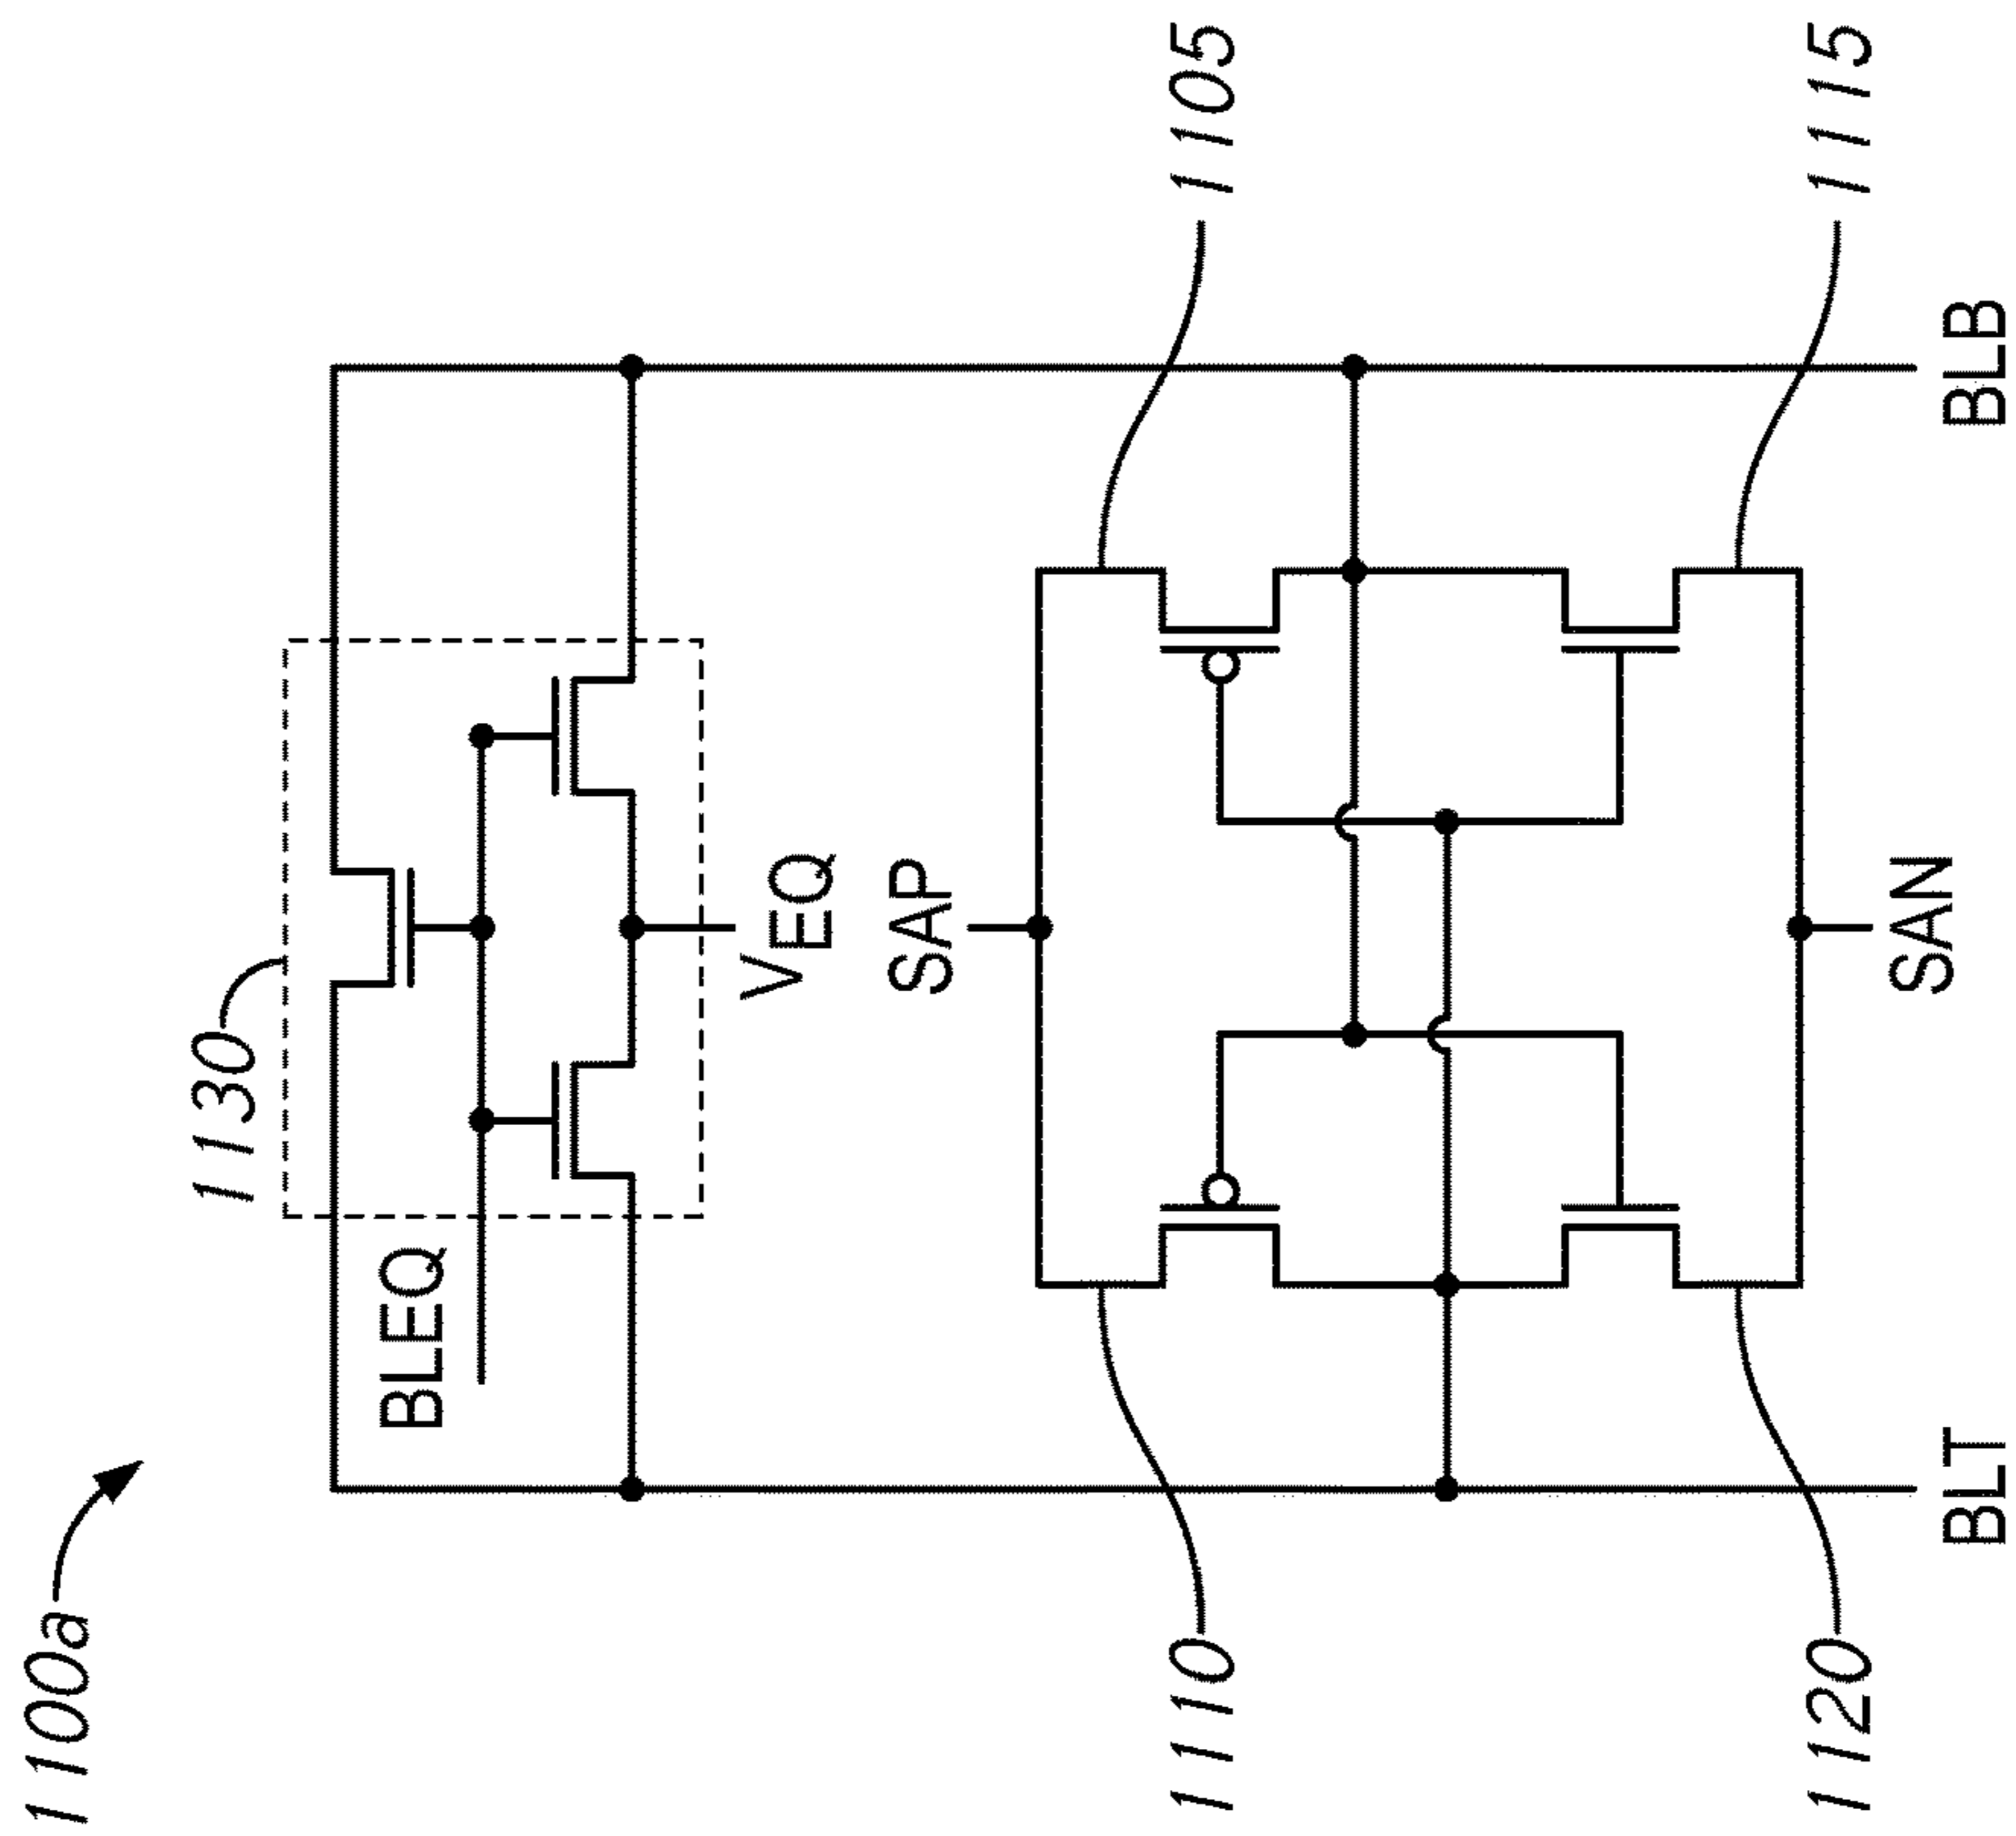 1100a
1130
BLEQ
VEQ
SAP
1110
1105
1120
1115
SAN
BLT
BLB